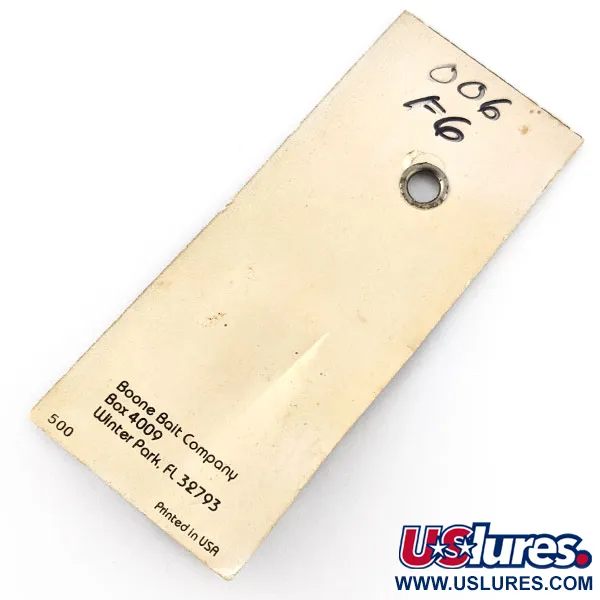 006
F6
Boone Bait Company
Box 4009
Winter Park, FL 32793
500
Printed in USA
USlures.
WWW.USLURES.COM